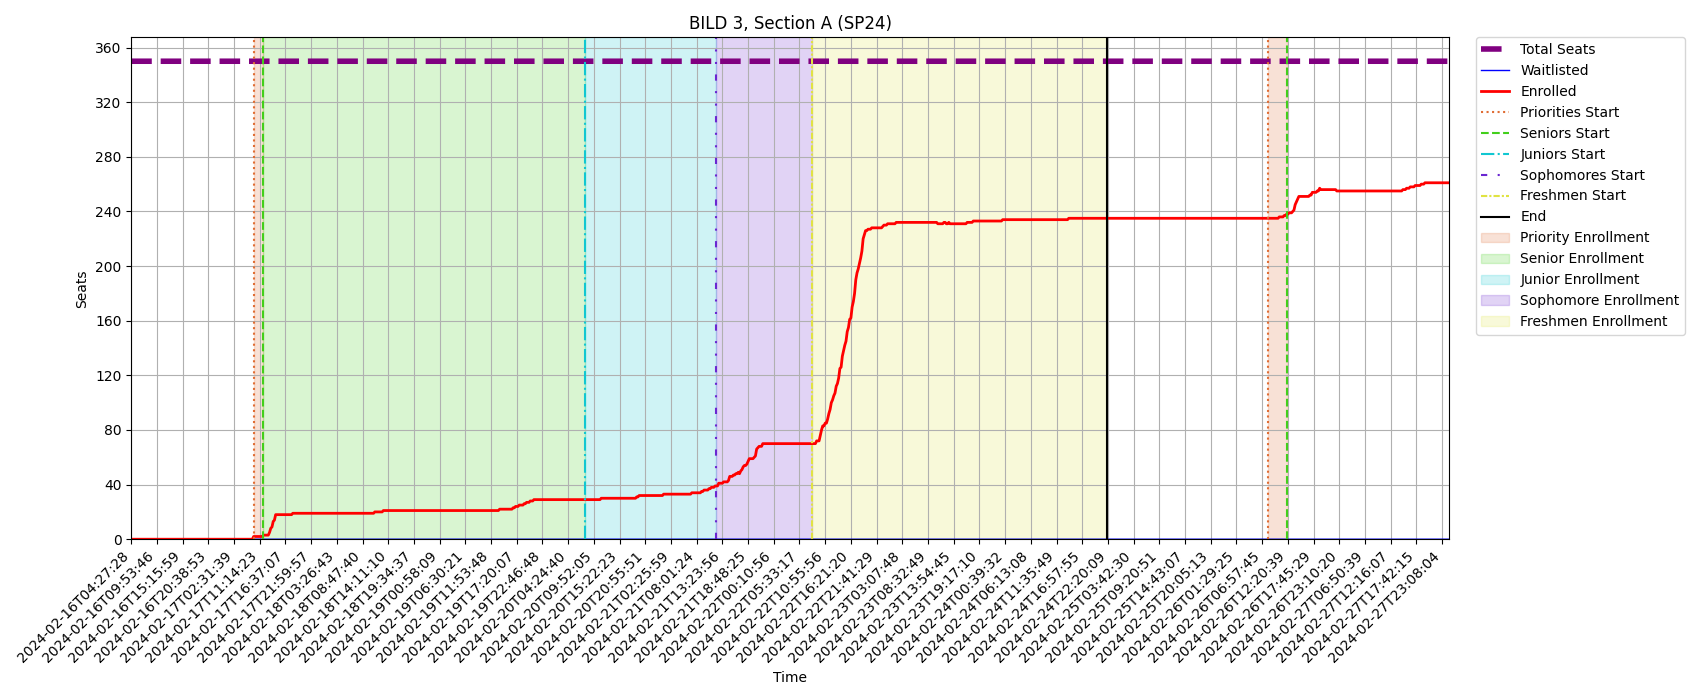 BILD 3, Section A (SP24)
Seats
360
320
280
240
200
160
120
80
40
0
2024-02-16T04:27:28
2024-02-16T09:53:46
2024-02-16T15:15:59
2024-02-16T20:38:53
2024-02-17T02:31:39
2024-02-17T11:14:23
2024-02-17T16:37:07
2024-02-17T21:59:57
2024-02-18T03:26:43
2024-02-18T08:47:40
2024-02-18T14:11:10
2024-02-18T19:34:37
2024-02-19T00:58:09
2024-02-19T06:30:21
2024-02-19T11:53:48
2024-02-19T17:20:07
2024-02-19T22:46:48
2024-02-20T04:24:40
2024-02-20T09:52:05
2024-02-20T15:22:23
2024-02-20T20:55:51
2024-02-21T02:25:59
2024-02-21T08:01:24
2024-02-21T13:23:56
2024-02-21T18:48:25
2024-02-22T00:10:56
2024-02-22T05:33:17
2024-02-22T10:55:56
2024-02-22T16:21:20
2024-02-22T21:41:29
2024-02-23T03:07:48
2024-02-23T08:32:49
2024-02-23T13:54:45
2024-02-23T19:17:10
2024-02-24T00:39:32
2024-02-24T06:13:08
2024-02-24T11:35:49
2024-02-24T16:57:55
2024-02-24T22:20:09
2024-02-25T03:42:30
2024-02-25T09:20:51
2024-02-25T14:43:07
2024-02-25T20:05:13
2024-02-26T01:29:25
2024-02-26T06:57:45
2024-02-26T12:20:39
2024-02-26T17:45:29
2024-02-26T23:10:20
2024-02-27T06:50:39
2024-02-27T12:16:07
2024-02-27T17:42:15
2024-02-27T23:08:04
Time
Total Seats
Waitlisted
Enrolled
Priorities Start
Seniors Start
Juniors Start
Sophomores Start
Freshmen Start
End
Priority Enrollment
Senior Enrollment
Junior Enrollment
Sophomore Enrollment
Freshmen Enrollment